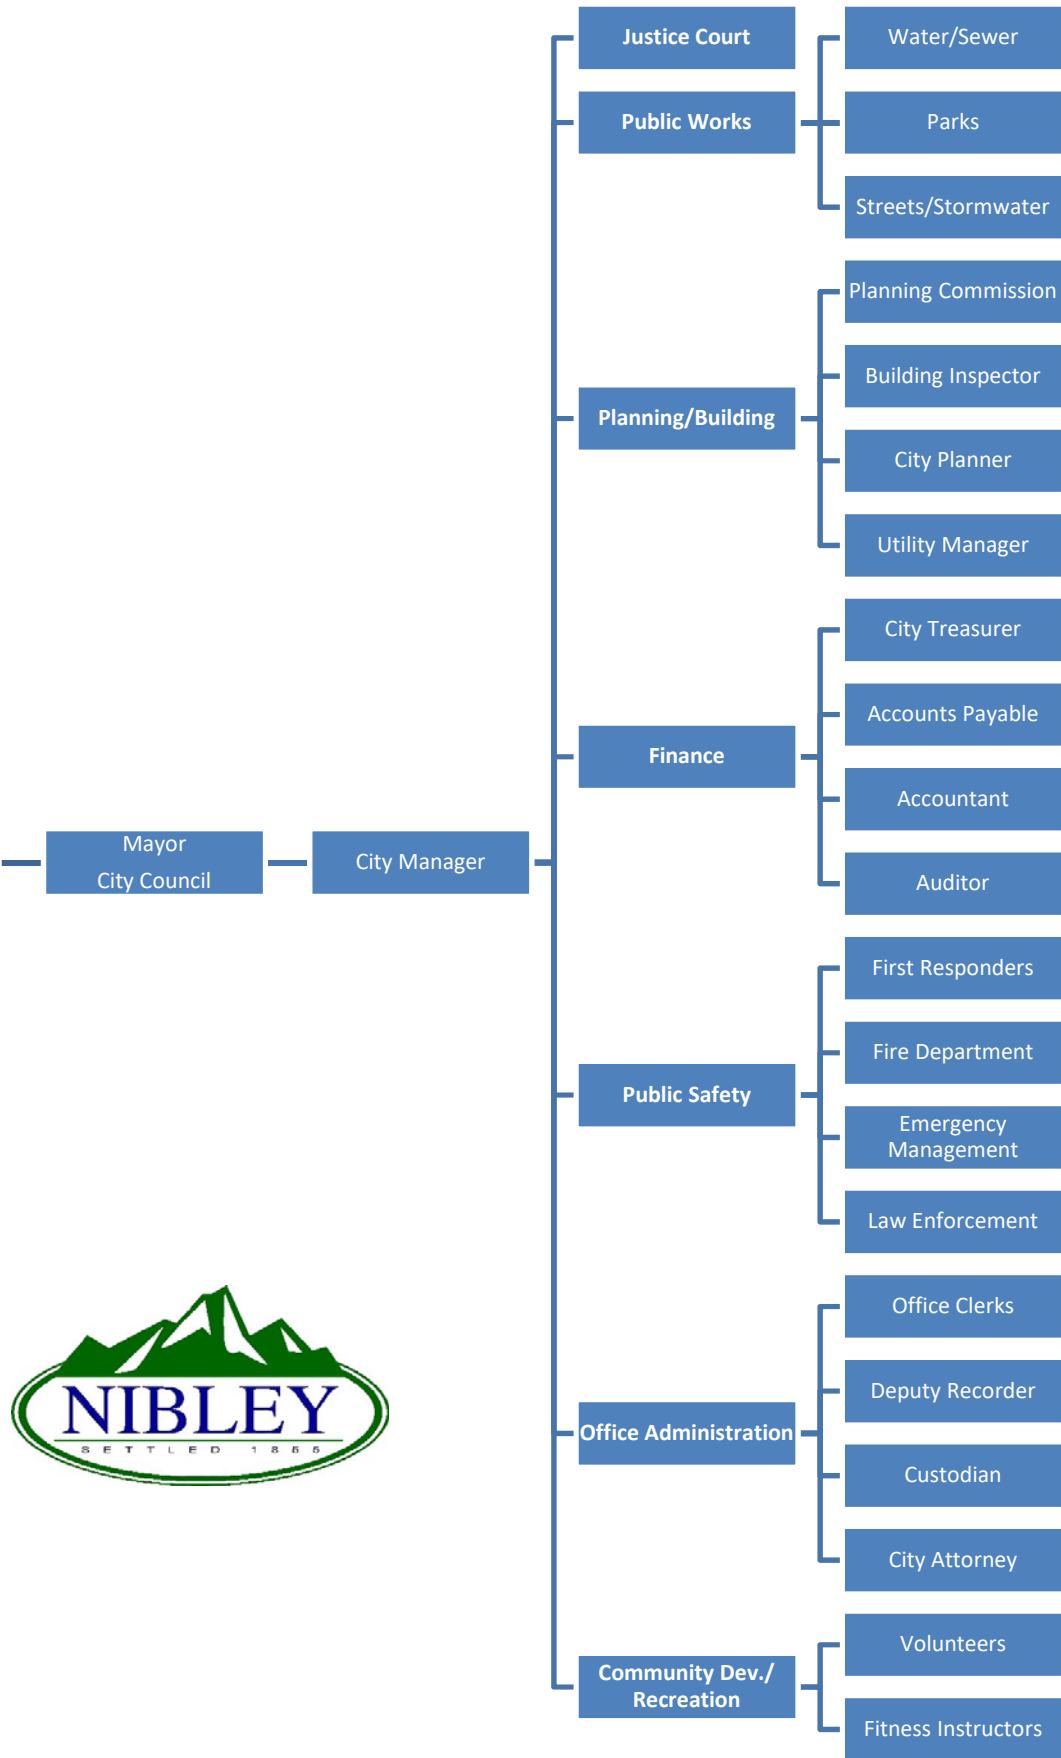 Justice Court
Water/Sewer
Public Works
Parks
Streets/Stormwater
Planning Commission
Building Inspector
Planning/Building
City Planner
Utility Manager
City Treasurer
Accounts Payable
Finance
Accountant
Mayor
City Council
City Manager
Auditor
First Responders
Fire Department
Public Safety
Emergency
Management
Law Enforcement
Office Clerks
Deputy Recorder
NIBLEY
SETTLED 1855
Office Administration
Custodian
City Attorney
Volunteers
Community Dev./
Recreation
Fitness Instructors